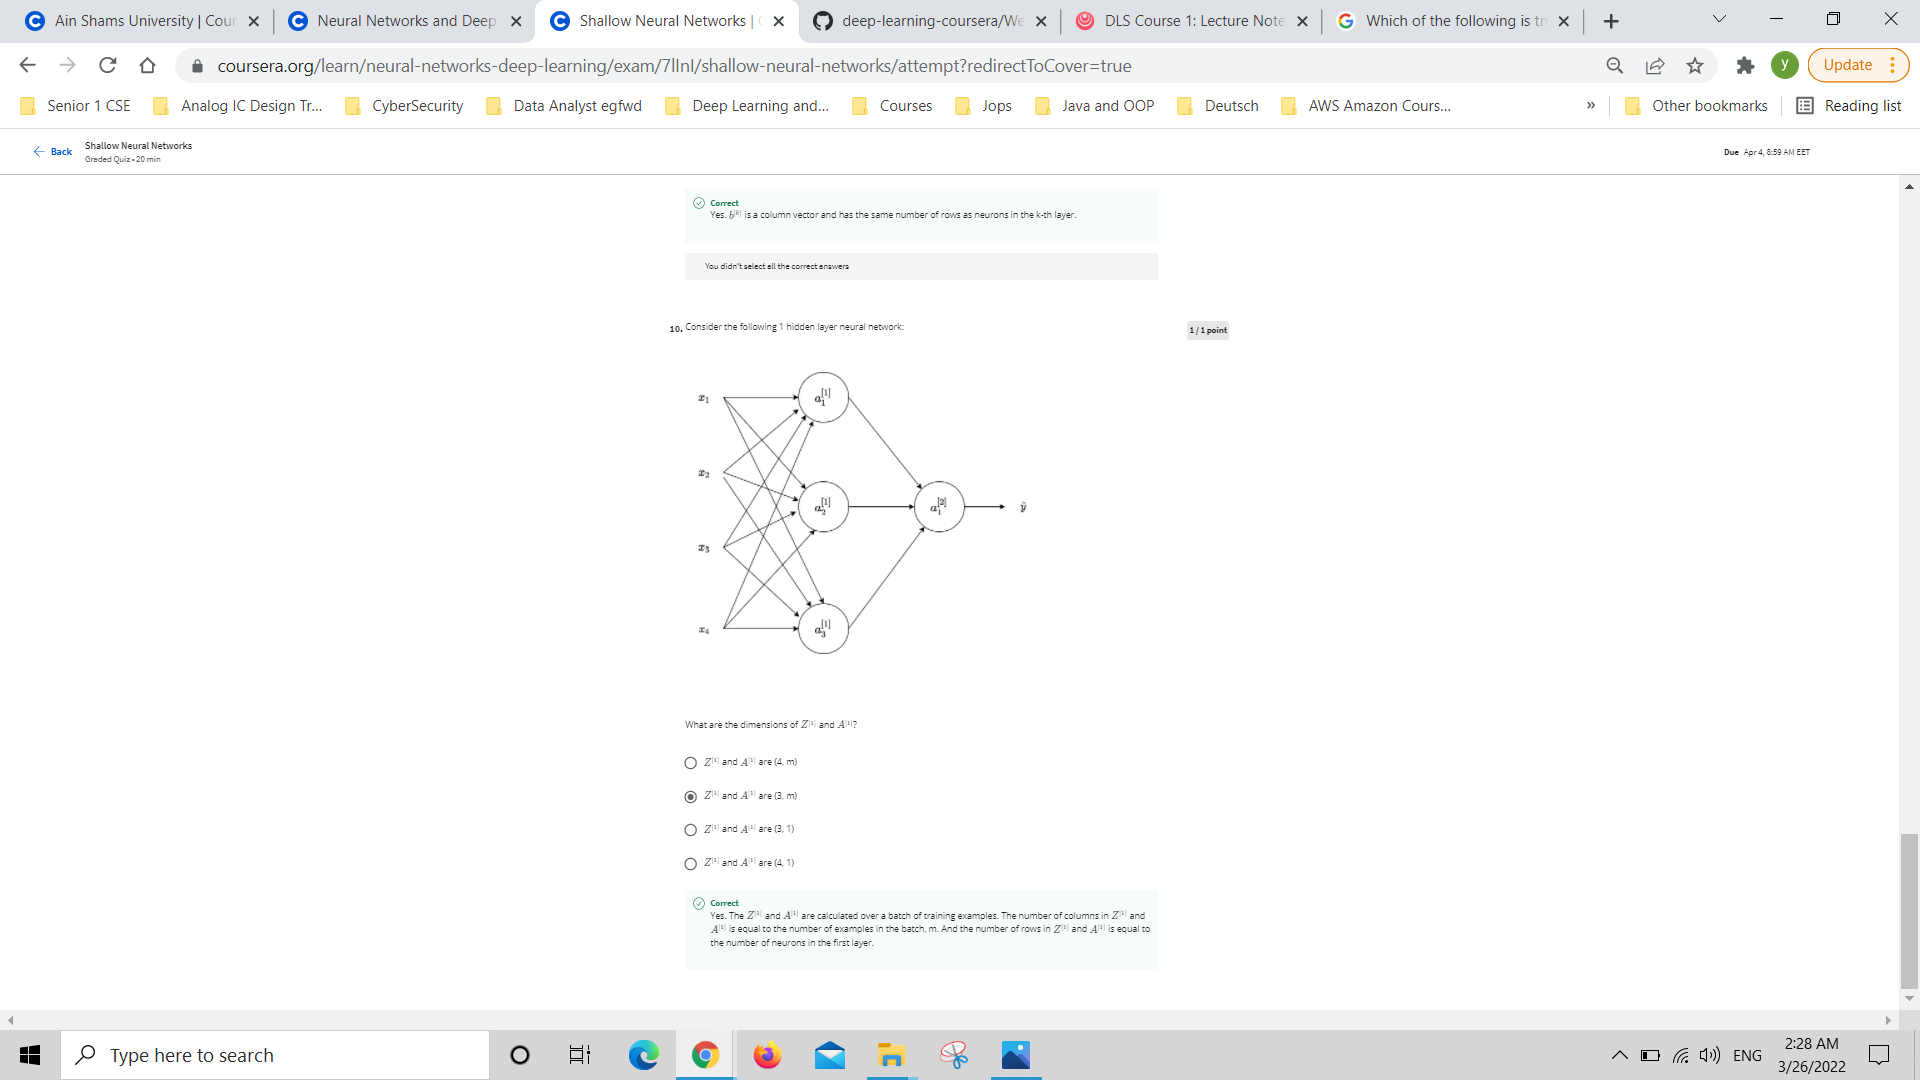 Ain Shams University | Cour
Neural Networks and Deep
Shallow Neural Networks |
deep-learning-coursera/We
DLS Course 1: Lecture Note
Which of the following is tr
coursera.org/learn/neural-networks-deep-learning/exam/7lInI/shallow-neural-networks/attempt?redirectToCover=true
y
Update
Senior 1 CSE
Analog IC Design Tr...
CyberSecurity
Data Analyst egfwd
Deep Learning and...
Courses
Jops
Java and OOP
Deutsch
AWS Amazon Cours...
»
Other bookmarks
Reading list
Back
Shallow Neural Networks
Graded Quiz • 20 min
Due Apr 4, 8:59 AM EET
Correct
Yes. b[k] is a column vector and has the same number of rows as neurons in the k-th layer.
You didn't select all the correct answers
10. Consider the following 1 hidden layer neural network:
1 / 1 point
x1
x2
x3
x4
a1[1]
a2[1]
a3[1]
a1[2]
ŷ
What are the dimensions of Z[1] and A[1]?
Z[1] and A[1] are (4, m)
Z[1] and A[1] are (3, m)
Z[1] and A[1] are (3, 1)
Z[1] and A[1] are (4, 1)
Correct
Yes. The Z[1] and A[1] are calculated over a batch of training examples. The number of columns in Z[1] and
A[1] is equal to the number of examples in the batch, m. And the number of rows in Z[1] and A[1] is equal to
the number of neurons in the first layer.
Type here to search
ENG
2:28 AM
3/26/2022